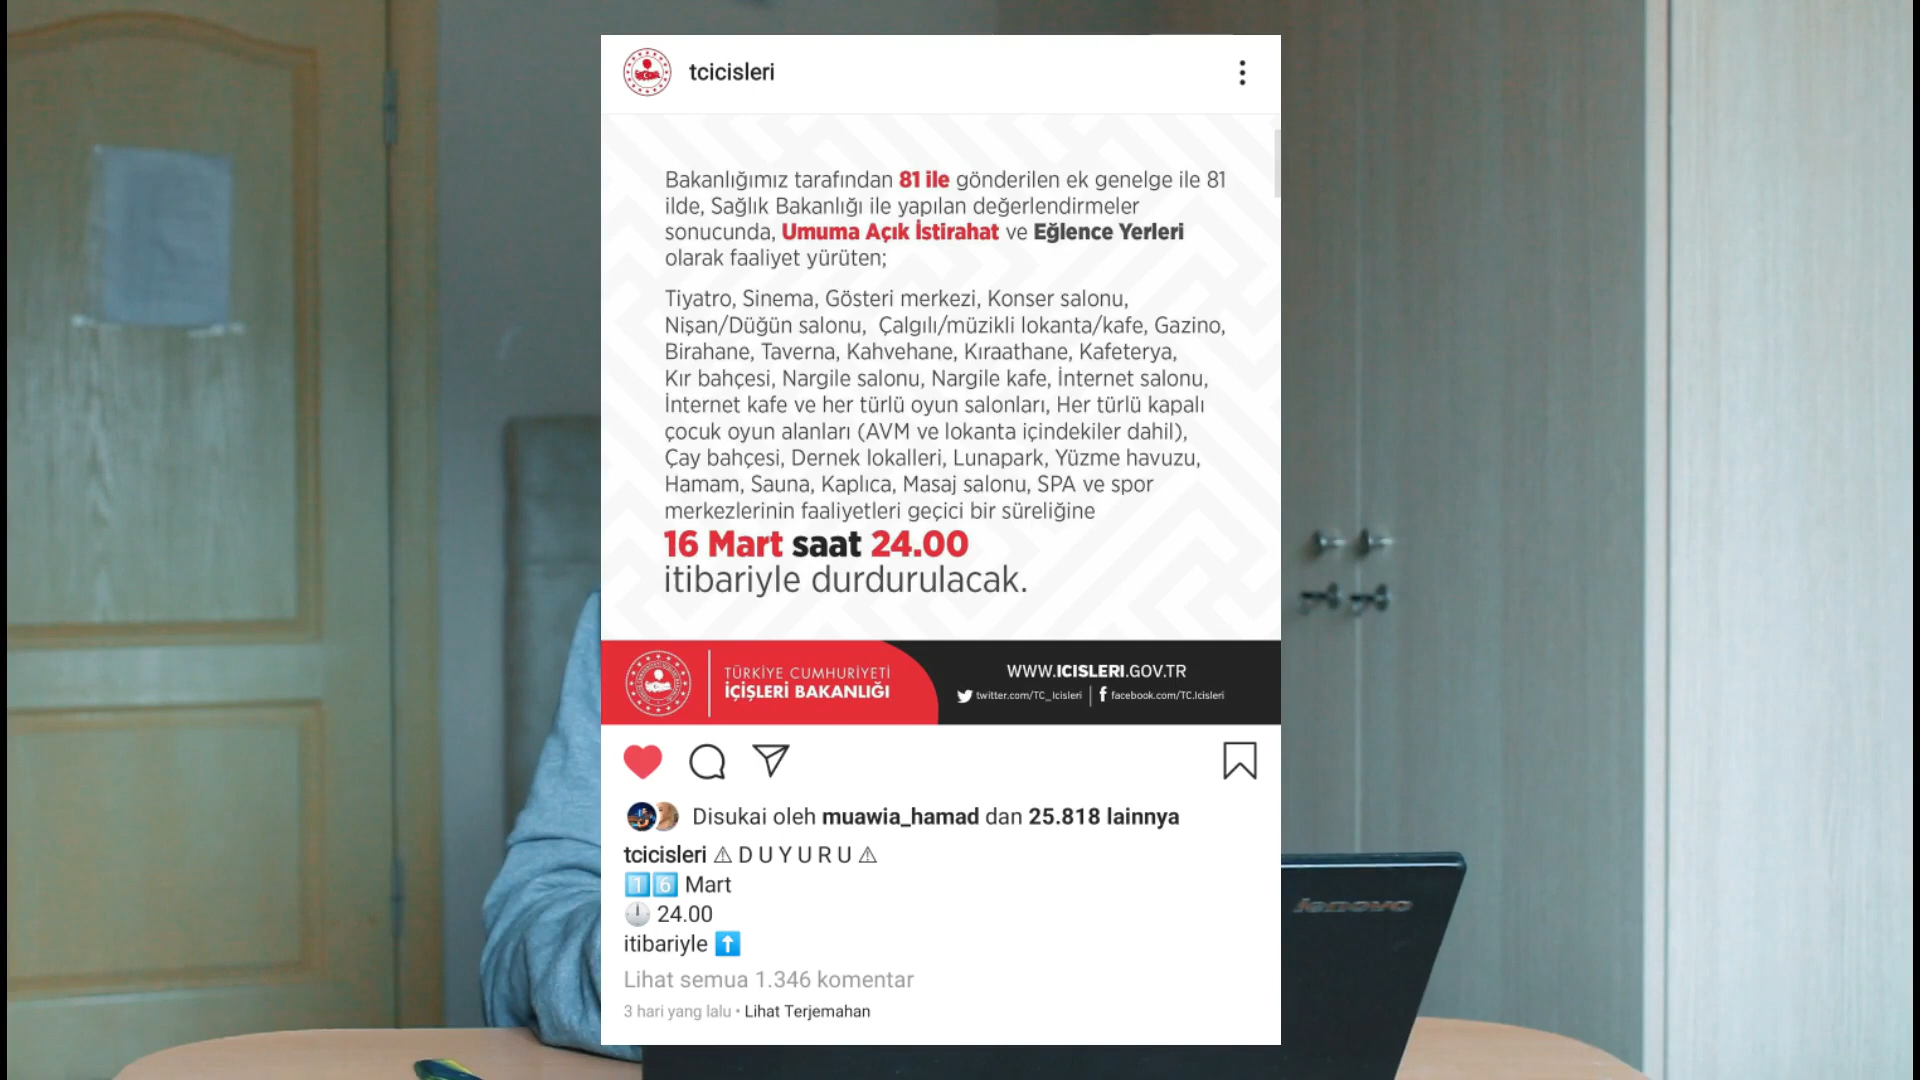 tcicisleri
Bakanlığımız tarafından 81 ile gönderilen ek genelge ile 81
ilde, Sağlık Bakanlığı ile yapılan değerlendirmeler
sonucunda, Umuma Açık İstirahat ve Eğlence Yerleri
olarak faaliyet yürüten;
Tiyatro, Sinema, Gösteri merkezi, Konser salonu,
Nişan/Düğün salonu, Çalgılı/müzikli lokanta/kafe, Gazino,
Birahane, Taverna, Kahvehane, Kıraathane, Kafeterya,
Kır bahçesi, Nargile salonu, Nargile kafe, İnternet salonu,
İnternet kafe ve her türlü oyun salonları, Her türlü kapalı
çocuk oyun alanları (AVM ve lokanta içindekiler dahil),
Çay bahçesi, Dernek lokalleri, Lunapark, Yüzme havuzu,
Hamam, Sauna, Kaplıca, Masaj salonu, SPA ve spor
merkezlerinin faaliyetleri geçici bir süreliğine
16 Mart saat 24.00
itibariyle durdurulacak.
TÜRKİYE CUMHURİYETİ
İÇİŞLERİ BAKANLIĞI
WWW.ICISLERI.GOV.TR
twitter.com/TC_Icisleri | facebook.com/TC.Icisleri
Disukai oleh muawia_hamad dan 25.818 lainnya
tcicisleri ⚠ D U Y U R U ⚠
1️⃣6️⃣ Mart
🕛 24.00
itibariyle ⬆️
Lihat semua 1.346 komentar
3 hari yang lalu • Lihat Terjemahan
lenovo